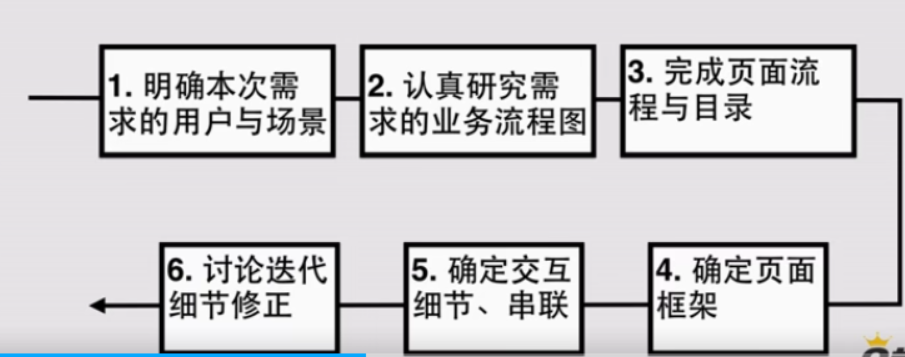 1. 明确本次需
求的用户与场景
2. 认真研究需
求的业务流程图
3. 完成页面流
程与目录
4. 确定页面
框架
5. 确定交互
细节、串联
6. 讨论迭代
细节修正